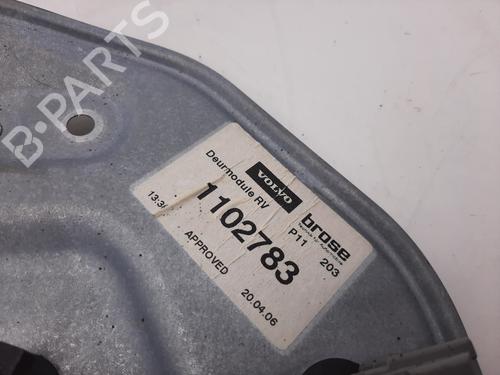 B-PARTS
VOLVO
brose
Deurmodule RV
P11 203
1102783
13:3
APPROVED
20.04.06